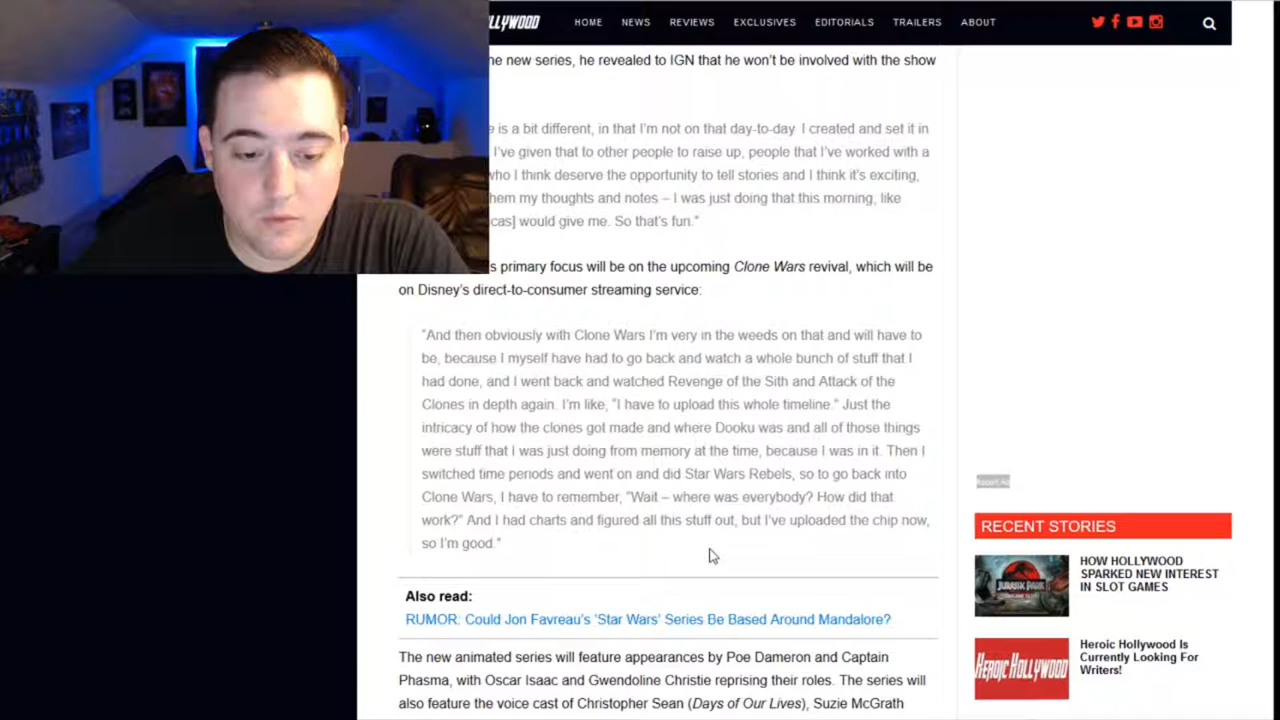 LLYWOOD
HOME NEWS REVIEWS EXCLUSIVES EDITORIALS TRAILERS ABOUT
he new series, he revealed to IGN that he won't be involved with the show
e is a bit different, in that I'm not on that day-to-day I created and set it in
I've given that to other people to raise up, people that I've worked with a
who I think deserve the opportunity to tell stories and I think it's exciting,
hem my thoughts and notes – I was just doing that this morning, like
cas] would give me. So that's fun."
s primary focus will be on the upcoming Clone Wars revival, which will be
on Disney's direct-to-consumer streaming service:
"And then obviously with Clone Wars I'm very in the weeds on that and will have to
be, because I myself have had to go back and watch a whole bunch of stuff that I
had done, and I went back and watched Revenge of the Sith and Attack of the
Clones in depth again. I'm like, "I have to upload this whole timeline." Just the
intricacy of how the clones got made and where Dooku was and all of those things
were stuff that I was just doing from memory at the time, because I was in it. Then I
switched time periods and went on and did Star Wars Rebels, so to go back into
Clone Wars, I have to remember, "Wait – where was everybody? How did that
work?" And I had charts and figured all this stuff out, but I've uploaded the chip now,
so I'm good."
Also read:
RUMOR: Could Jon Favreau's 'Star Wars' Series Be Based Around Mandalore?
The new animated series will feature appearances by Poe Dameron and Captain
Phasma, with Oscar Isaac and Gwendoline Christie reprising their roles. The series will
also feature the voice cast of Christopher Sean (Days of Our Lives), Suzie McGrath
Report Ad
RECENT STORIES
JURASSIC PARK
HOW HOLLYWOOD
SPARKED NEW INTEREST
IN SLOT GAMES
HEROIC HOLLYWOOD
Heroic Hollywood Is
Currently Looking For
Writers!